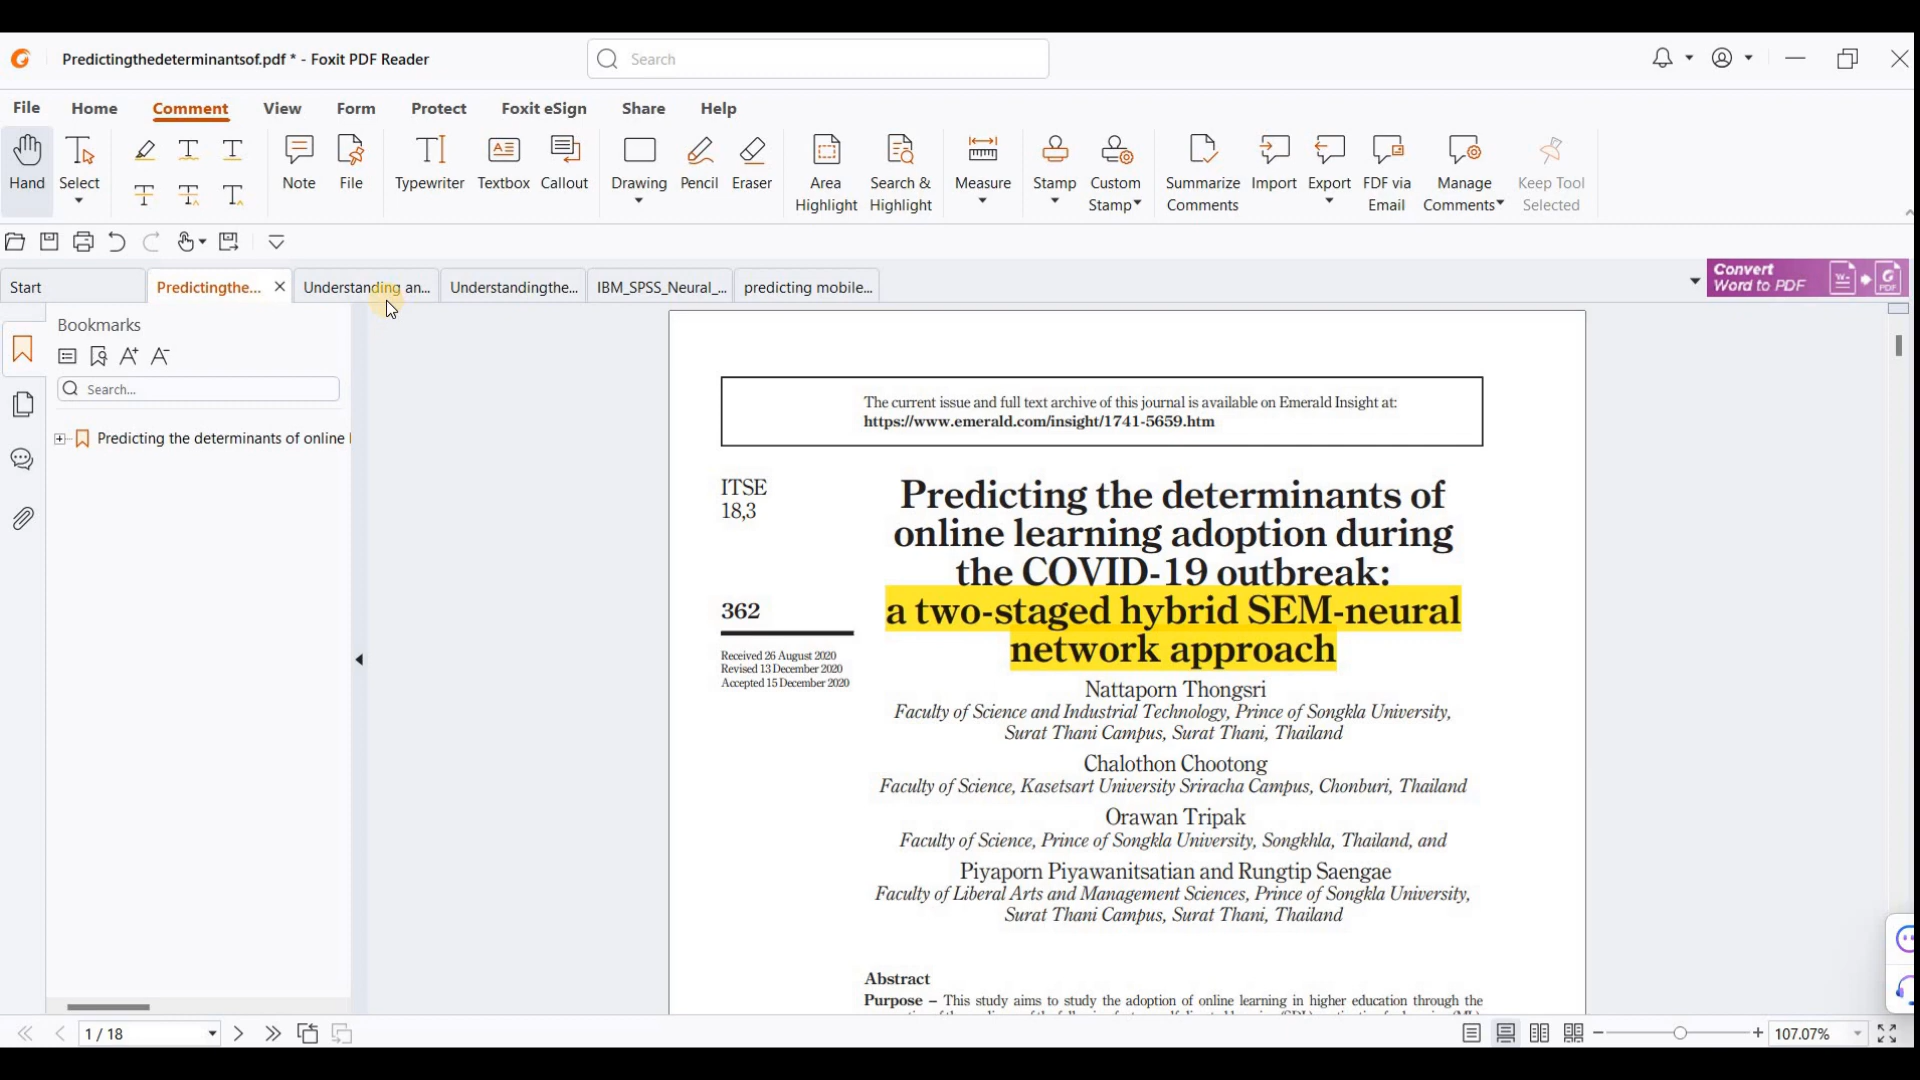 Predictingthedeterminantsof.pdf * - Foxit PDF Reader
Search
File Home Comment View Form Protect Foxit eSign Share Help
Hand Select Note File Typewriter Textbox Callout Drawing Pencil Eraser Area Highlight Search & Highlight Measure Stamp Custom Stamp Summarize Comments Import Export FDF via Email Manage Comments Keep Tool Selected
Start Predictingthe... Understanding an... Understandingthe... IBM_SPSS_Neural_... predicting mobile...
Convert
Word to PDF
PDF
Bookmarks
Search...
Predicting the determinants of online
The current issue and full text archive of this journal is available on Emerald Insight at:
https://www.emerald.com/insight/1741-5659.htm
ITSE
18,3
362
Received 26 August 2020
Revised 13 December 2020
Accepted 15 December 2020
Predicting the determinants of
online learning adoption during
the COVID-19 outbreak:
a two-staged hybrid SEM-neural
network approach
Nattaporn Thongsri
Faculty of Science and Industrial Technology, Prince of Songkla University,
Surat Thani Campus, Surat Thani, Thailand
Chalothon Chootong
Faculty of Science, Kasetsart University Sriracha Campus, Chonburi, Thailand
Orawan Tripak
Faculty of Science, Prince of Songkla University, Songkhla, Thailand, and
Piyaporn Piyawanitsatian and Rungtip Saengae
Faculty of Liberal Arts and Management Sciences, Prince of Songkla University,
Surat Thani Campus, Surat Thani, Thailand
Abstract
Purpose – This study aims to study the adoption of online learning in higher education through the
1 / 18
107.07%